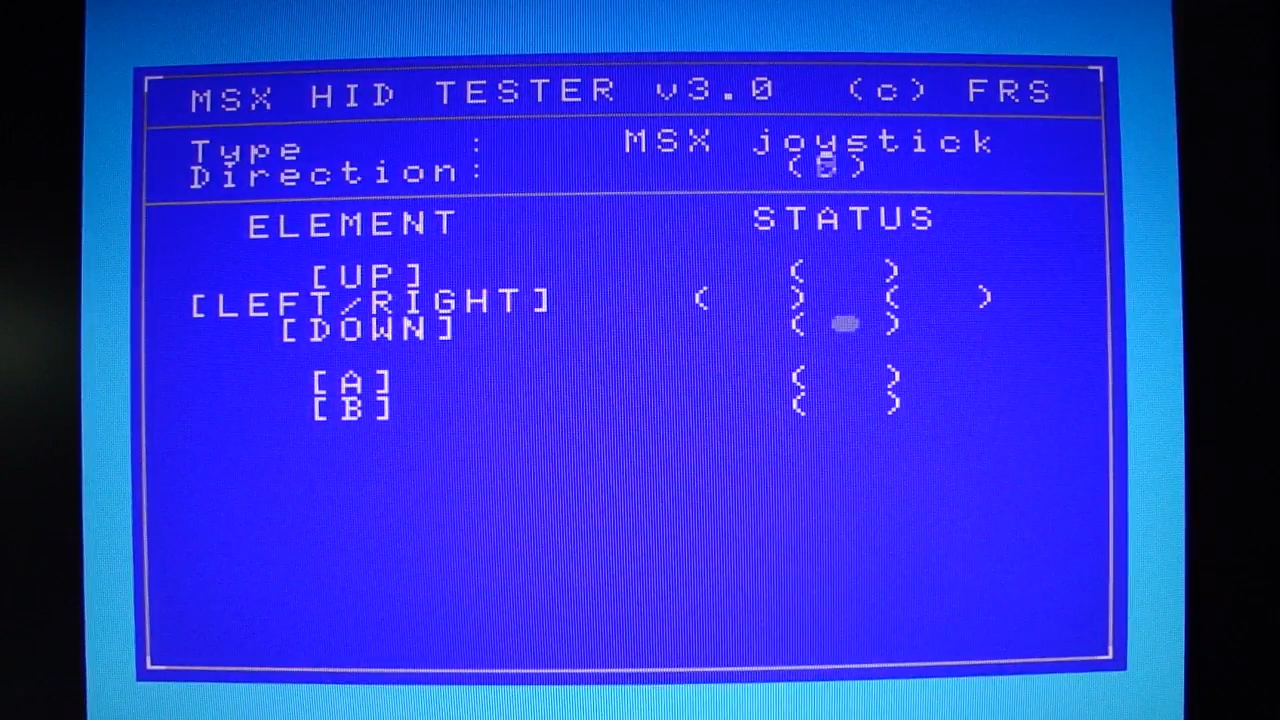 MSX HID TESTER v3.0 (c) FRS
Type : MSX joystick
Direction : ( )
ELEMENT STATUS
[UP] ( )
[LEFT/RIGHT] ( ) ( )
[DOWN] ( )
[A] ( )
[B] ( )